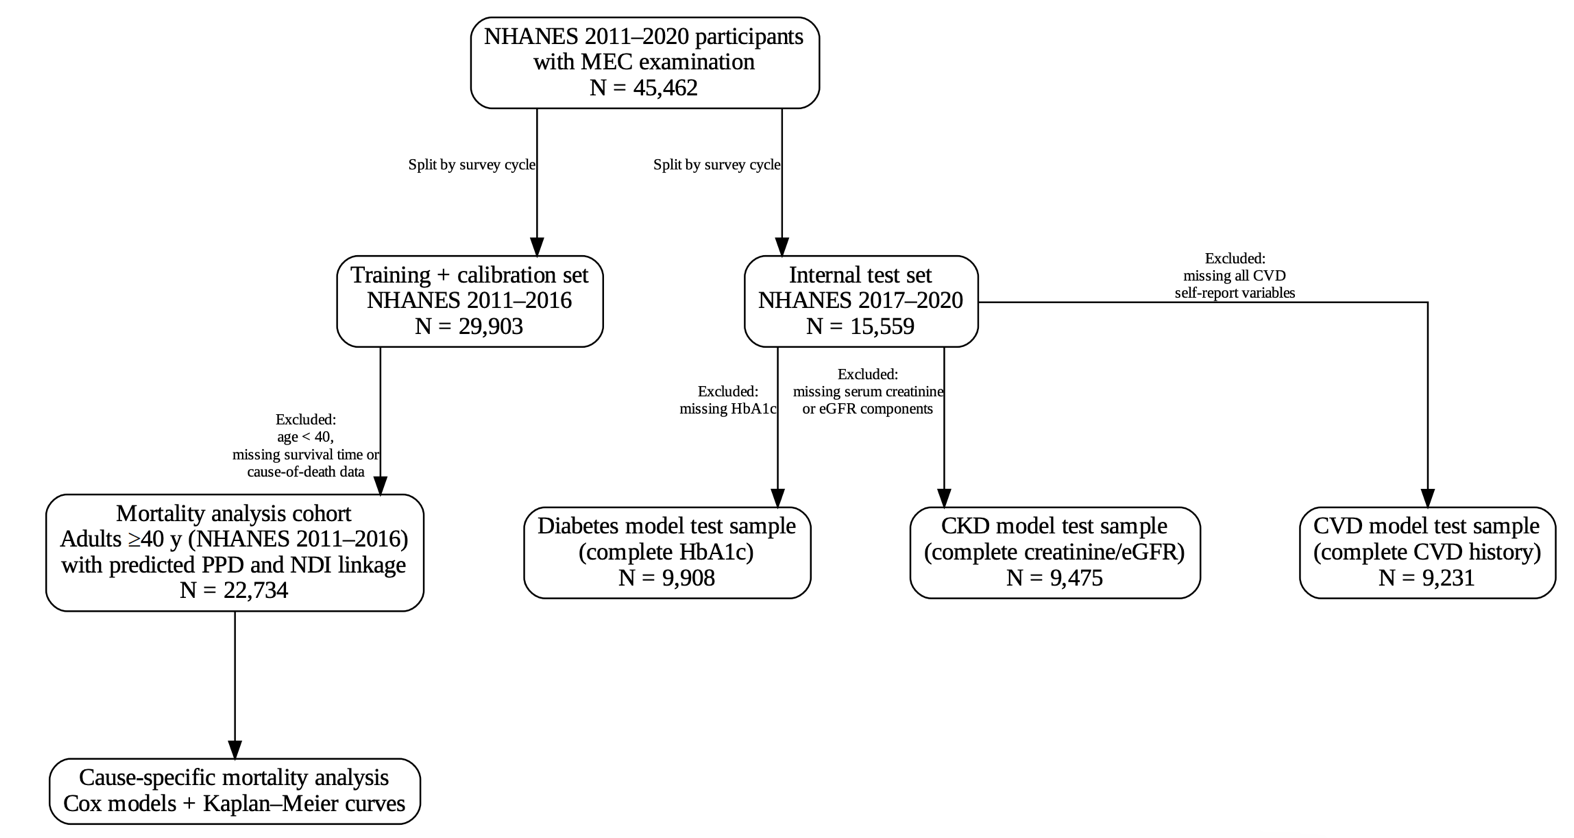 NHANES 2011–2020 participants
with MEC examination
N = 45,462
Split by survey cycle
Split by survey cycle
Training + calibration set
NHANES 2011–2016
N = 29,903
Internal test set
NHANES 2017–2020
N = 15,559
Excluded:
missing all CVD
self-report variables
Excluded:
age < 40,
missing survival time or
cause-of-death data
Excluded:
missing HbA1c
Excluded:
missing serum creatinine
or eGFR components
Mortality analysis cohort
Adults ≥40 y (NHANES 2011–2016)
with predicted PPD and NDI linkage
N = 22,734
Diabetes model test sample
(complete HbA1c)
N = 9,908
CKD model test sample
(complete creatinine/eGFR)
N = 9,475
CVD model test sample
(complete CVD history)
N = 9,231
Cause-specific mortality analysis
Cox models + Kaplan–Meier curves